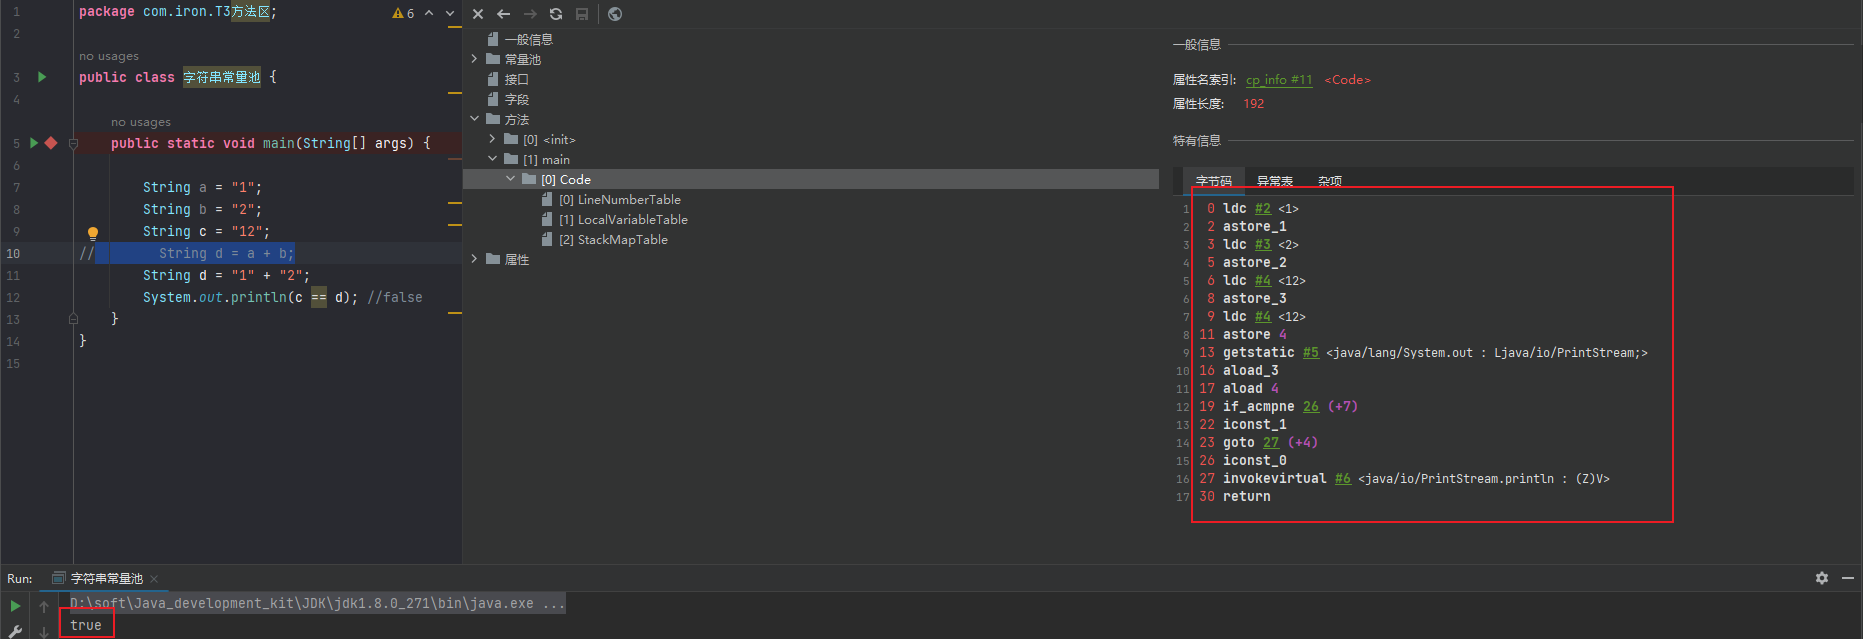 1 package com.iron.T3方法区;
6
2
no usages
3 public class 字符串常量池 {
4
no usages
5 public static void main(String[] args) {
6
7 String a = "1";
8 String b = "2";
9 String c = "12";
10 // String d = a + b;
11 String d = "1" + "2";
12 System.out.println(c == d); //false
13 }
14 }
15
一般信息
常量池
接口
字段
方法
[0] <init>
[1] main
[0] Code
[0] LineNumberTable
[1] LocalVariableTable
[2] StackMapTable
属性
一般信息
属性名索引: cp_info #11 <Code>
属性长度: 192
特有信息
字节码 异常表 杂项
1 0 ldc #2 <1>
2 2 astore_1
3 3 ldc #3 <2>
4 5 astore_2
5 6 ldc #4 <12>
6 8 astore_3
7 9 ldc #4 <12>
8 11 astore 4
9 13 getstatic #5 <java/lang/System.out : Ljava/io/PrintStream;>
10 16 aload_3
11 17 aload 4
12 19 if_acmpne 26 (+7)
13 22 iconst_1
14 23 goto 27 (+4)
15 26 iconst_0
16 27 invokevirtual #6 <java/io/PrintStream.println : (Z)V>
17 30 return
Run: 字符串常量池
D:\soft\Java_development_kit\JDK\jdk1.8.0_271\bin\java.exe ...
true